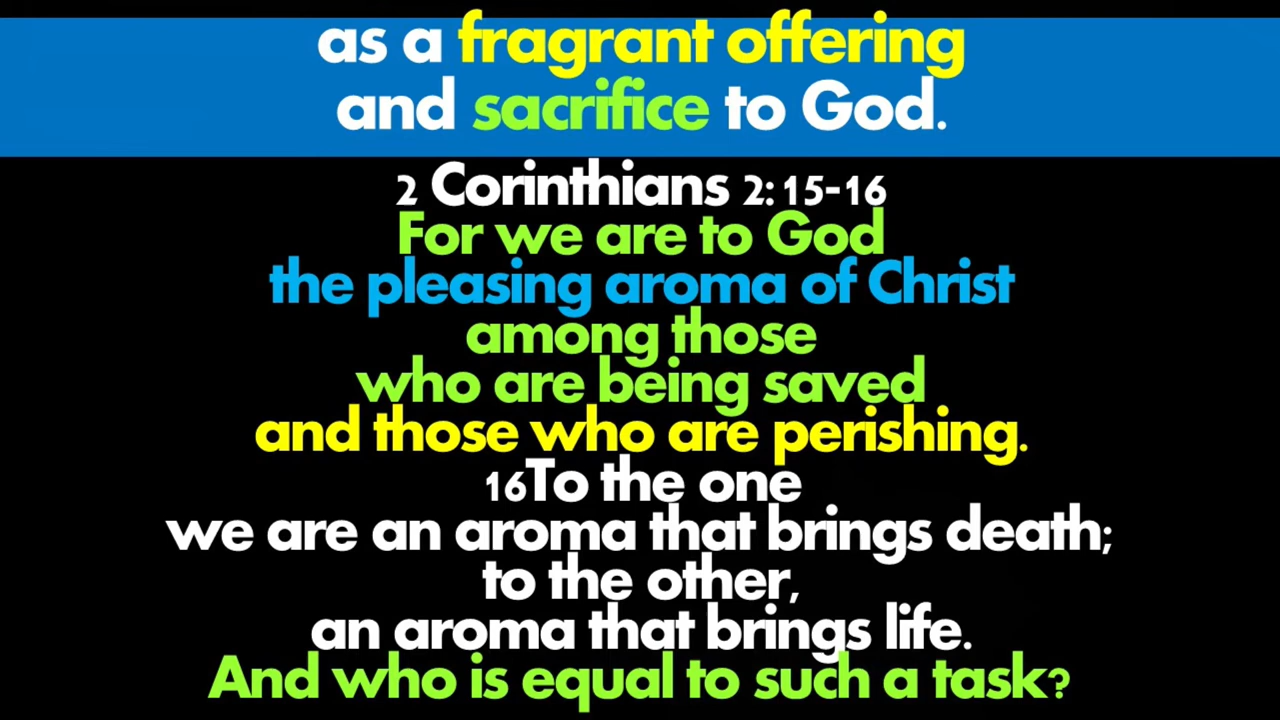 as a fragrant offering
and sacrifice to God.
2 Corinthians 2:15-16
For we are to God
the pleasing aroma of Christ
among those
who are being saved
and those who are perishing.
16To the one
we are an aroma that brings death;
to the other,
an aroma that brings life.
And who is equal to such a task?